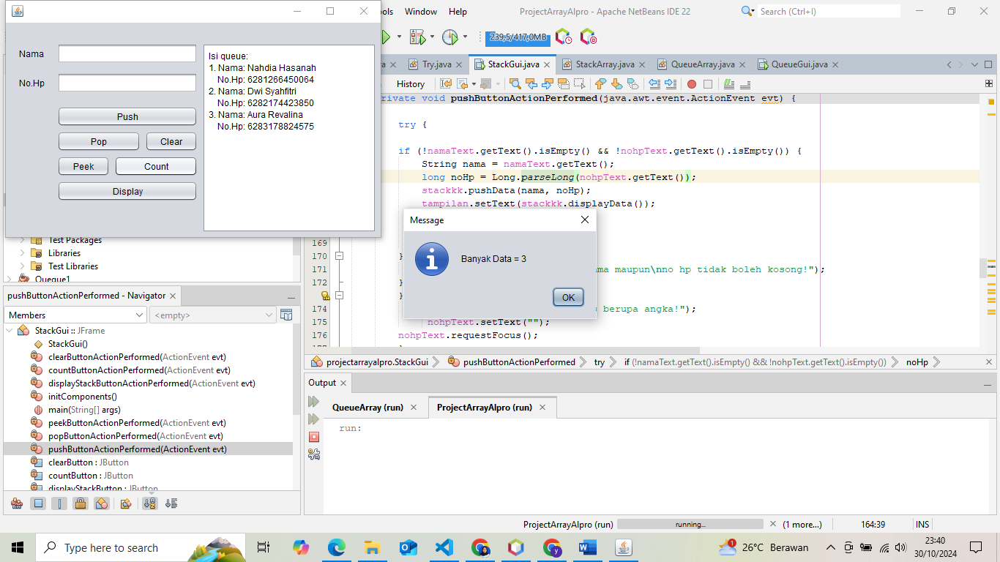 ools Window Help ProjectArrayAlpro - Apache NetBeans IDE 22 Search (Ctrl+I)
239,5/417,0MB
Nama
No.Hp
Push
Pop Clear
Peek Count
Display
Isi queue:
1. Nama: Nahdia Hasanah
No.Hp: 6281266450064
2. Nama: Dwi Syahfitri
No.Hp: 6282174423850
3. Nama: Aura Revalina
No.Hp: 6283178824575
a Try.java StackGui.java StackArray.java QueueArray.java QueueGui.java
History
rivate void pushButtonActionPerformed(java.awt.event.ActionEvent evt) {
try {
if (!namaText.getText().isEmpty() && !nohpText.getText().isEmpty()) {
String nama = namaText.getText();
long noHp = Long.parseLong(nohpText.getText());
stackkk.pushData(nama, noHp);
tampilan.setText(stackkk.displayData());
Message
Banyak Data = 3
OK
169
170 }
171 ama maupun\nno hp tidak boleh kosong!");
172 }
}
174 berupa angka!");
175 nohpText.setText("");
176 nohpText.requestFocus();
Test Packages
Libraries
Test Libraries
Queue1
pushButtonActionPerformed - Navigator
Members <empty>
StackGui :: JFrame
StackGui()
clearButtonActionPerformed(ActionEvent evt)
countButtonActionPerformed(ActionEvent evt)
displayStackButtonActionPerformed(ActionEvent evt)
initComponents()
main(String[] args)
peekButtonActionPerformed(ActionEvent evt)
popButtonActionPerformed(ActionEvent evt)
pushButtonActionPerformed(ActionEvent evt)
clearButton : JButton
countButton : JButton
displayStackButton : JButton
projectarrayalpro.StackGui pushButtonActionPerformed try if (!namaText.getText().isEmpty() && !nohpText.getText().isEmpty()) noHp
Output
QueueArray (run) ProjectArrayAlpro (run)
run:
ProjectArrayAlpro (run) running... (1 more...) 164:39 INS
Type here to search
26°C Berawan
23:40
30/10/2024